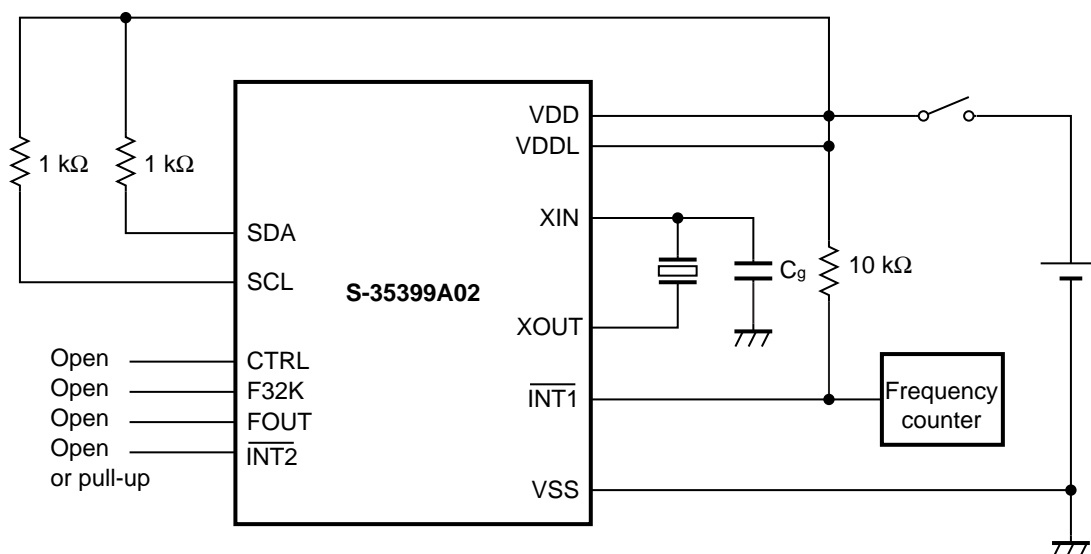 1 kΩ
1 kΩ
SDA
SCL
Open
CTRL
Open
F32K
Open
FOUT
Open
INT2
or pull-up
S-35399A02
VDD
VDDL
XIN
XOUT
INT1
VSS
Cg
10 kΩ
Frequency
counter